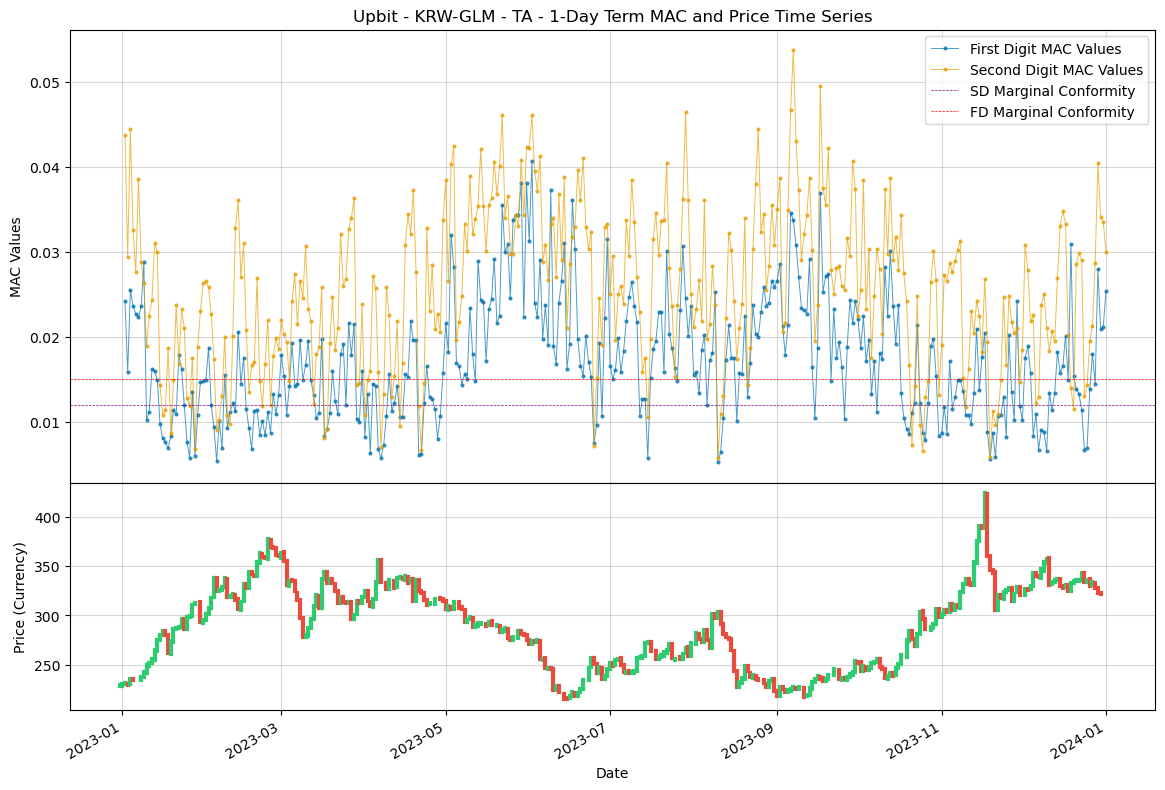 Upbit - KRW-GLM - TA - 1-Day Term MAC and Price Time Series
First Digit MAC Values
Second Digit MAC Values
SD Marginal Conformity
FD Marginal Conformity
MAC Values
0.05
0.04
0.03
0.02
0.01
Price (Currency)
400
350
300
250
2023-01
2023-03
2023-05
2023-07
2023-09
2023-11
2024-01
Date